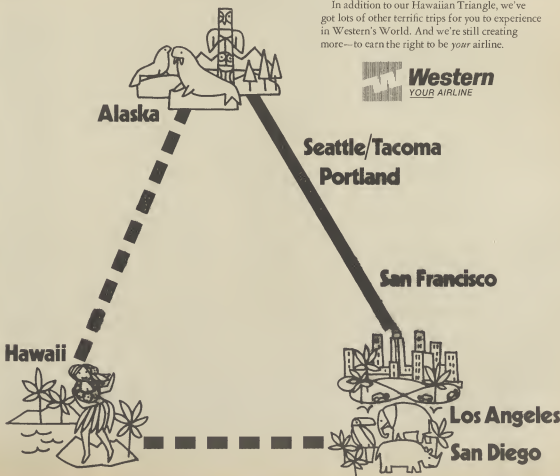 In addition to our Hawaiian Triangle, we've
got lots of other terrific trips for you to experience
in Western's World. And we're still creating
more—to earn the right to be your airline.
Western
YOUR AIRLINE
Alaska
Seattle/Tacoma
Portland
San Francisco
Hawaii
Los Angeles
San Diego